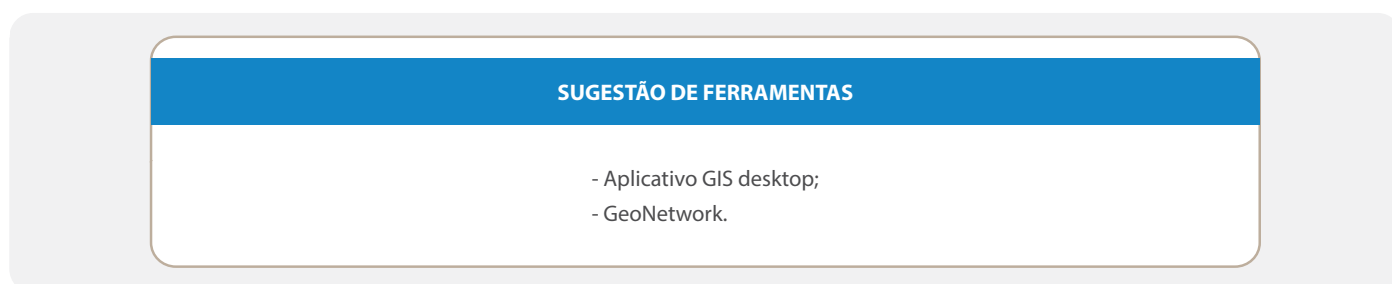 SUGESTÃO DE FERRAMENTAS
- Aplicativo GIS desktop;
- GeoNetwork.